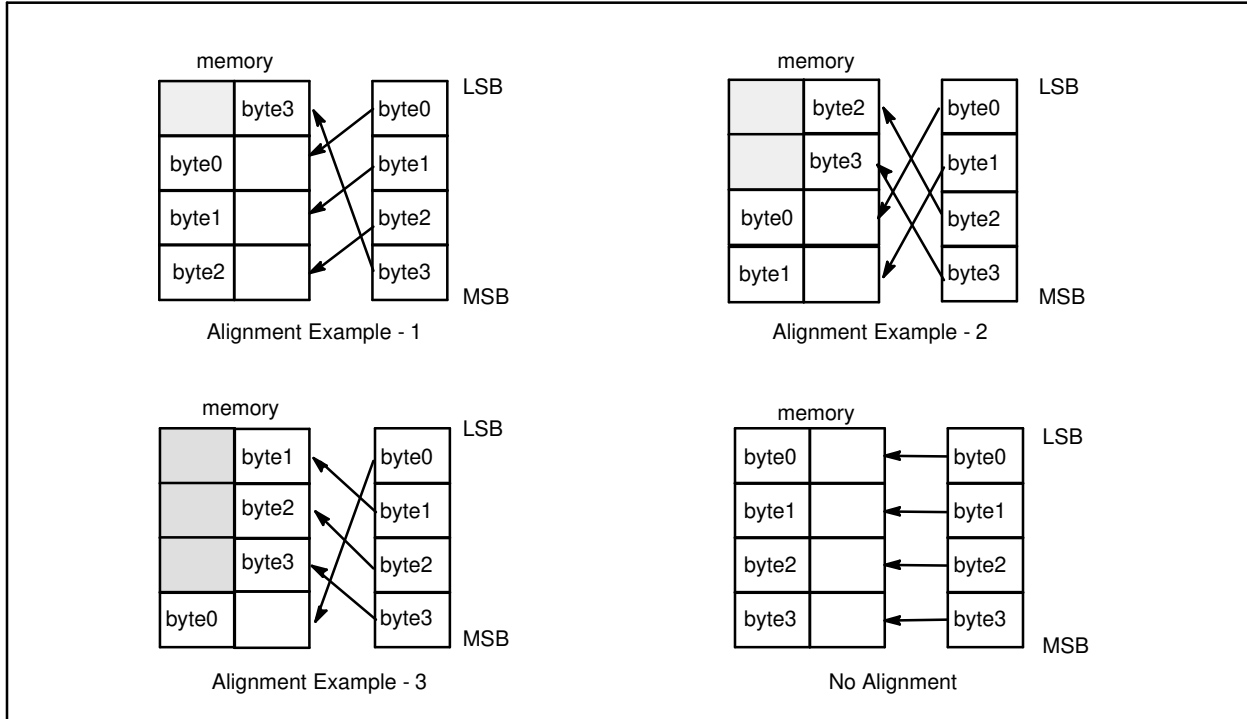 memory
LSB
byte3
byte0
byte0
byte1
byte1
byte2
byte2
byte3
MSB
Alignment Example - 1
memory
LSB
byte2
byte0
byte3
byte1
byte0
byte2
byte1
byte3
MSB
Alignment Example - 2
memory
LSB
byte1
byte0
byte2
byte1
byte3
byte2
byte0
byte3
MSB
Alignment Example - 3
memory
LSB
byte0
byte0
byte1
byte1
byte2
byte2
byte3
byte3
MSB
No Alignment